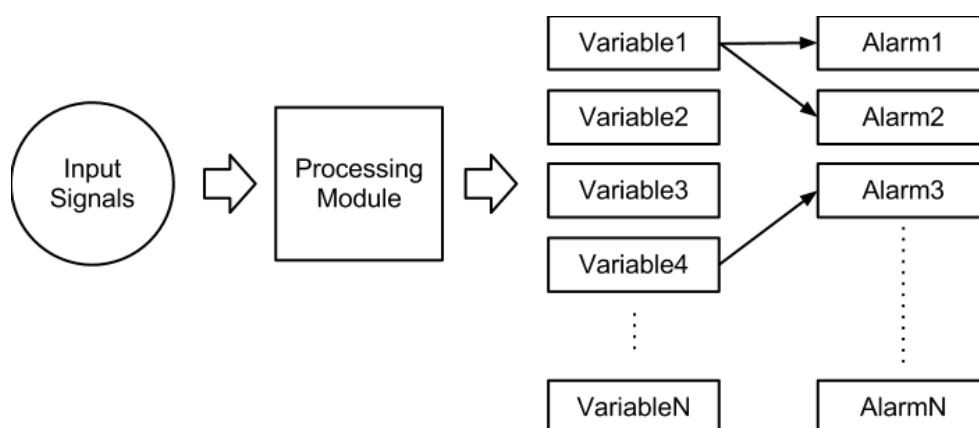 Input
Signals
Processing
Module
Variable1
Variable2
Variable3
Variable4
VariableN
Alarm1
Alarm2
Alarm3
AlarmN